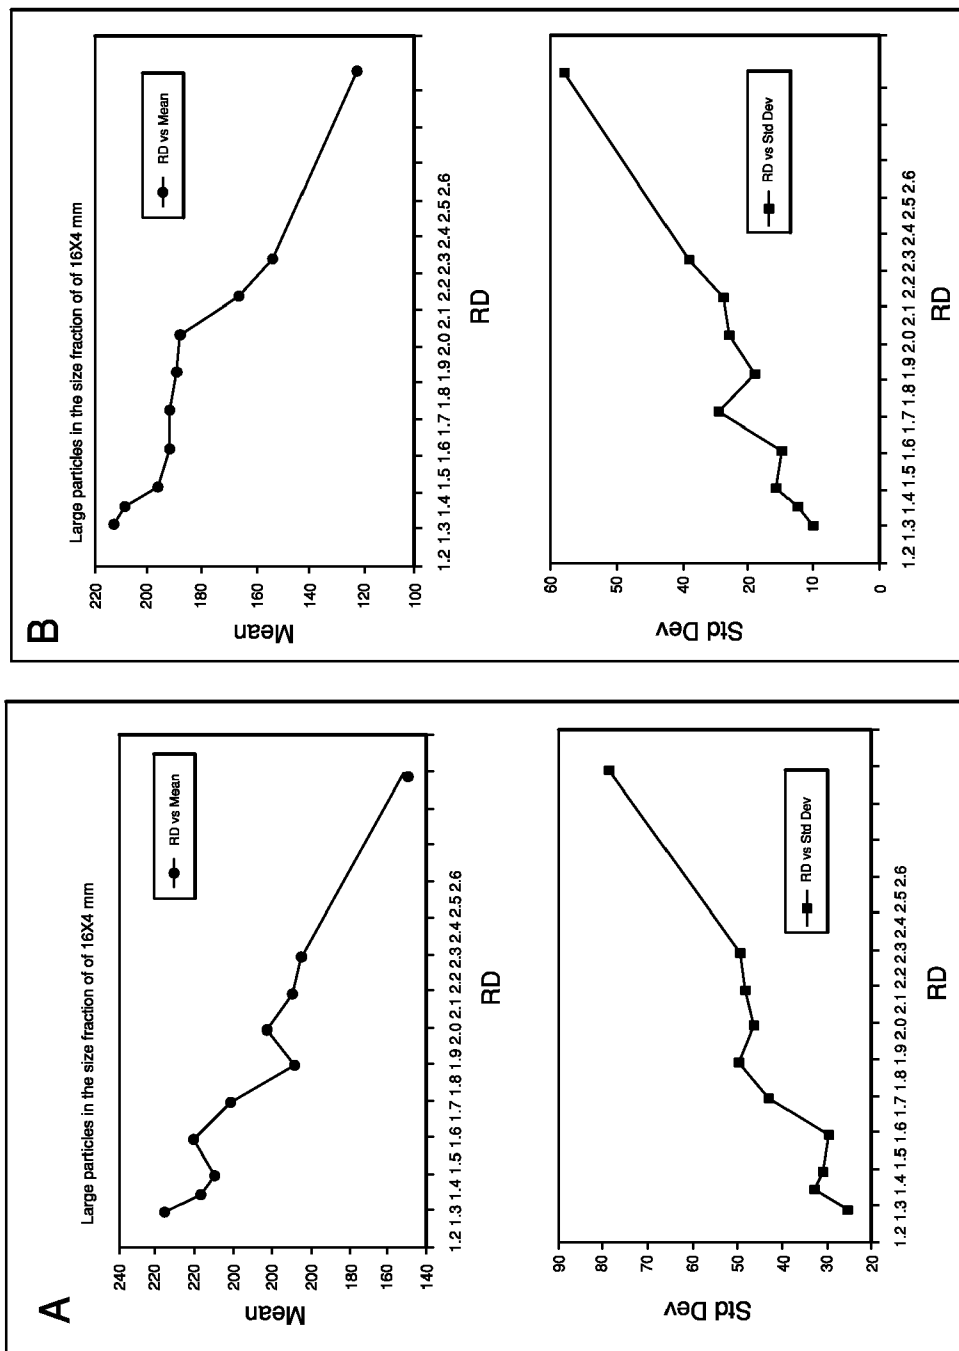 A
Large particles in the size fraction of of 16X4 mm
RD vs Mean
Mean
240
220
200
200
200
180
180
160
140
1.2 1.3 1.4 1.5 1.6 1.7 1.8 1.9 2.0 2.1 2.2 2.3 2.4 2.5 2.6
RD
RD vs Std Dev
Std Dev
90
80
70
60
50
40
30
20
1.2 1.3 1.4 1.5 1.6 1.7 1.8 1.9 2.0 2.1 2.2 2.3 2.4 2.5 2.6
RD
B
Large particles in the size fraction of of 16X4 mm
RD vs Mean
Mean
220
200
180
160
140
120
100
1.2 1.3 1.4 1.5 1.6 1.7 1.8 1.9 2.0 2.1 2.2 2.3 2.4 2.5 2.6
RD
RD vs Std Dev
Std Dev
60
50
40
30
20
10
0
1.2 1.3 1.4 1.5 1.6 1.7 1.8 1.9 2.0 2.1 2.2 2.3 2.4 2.5 2.6
RD